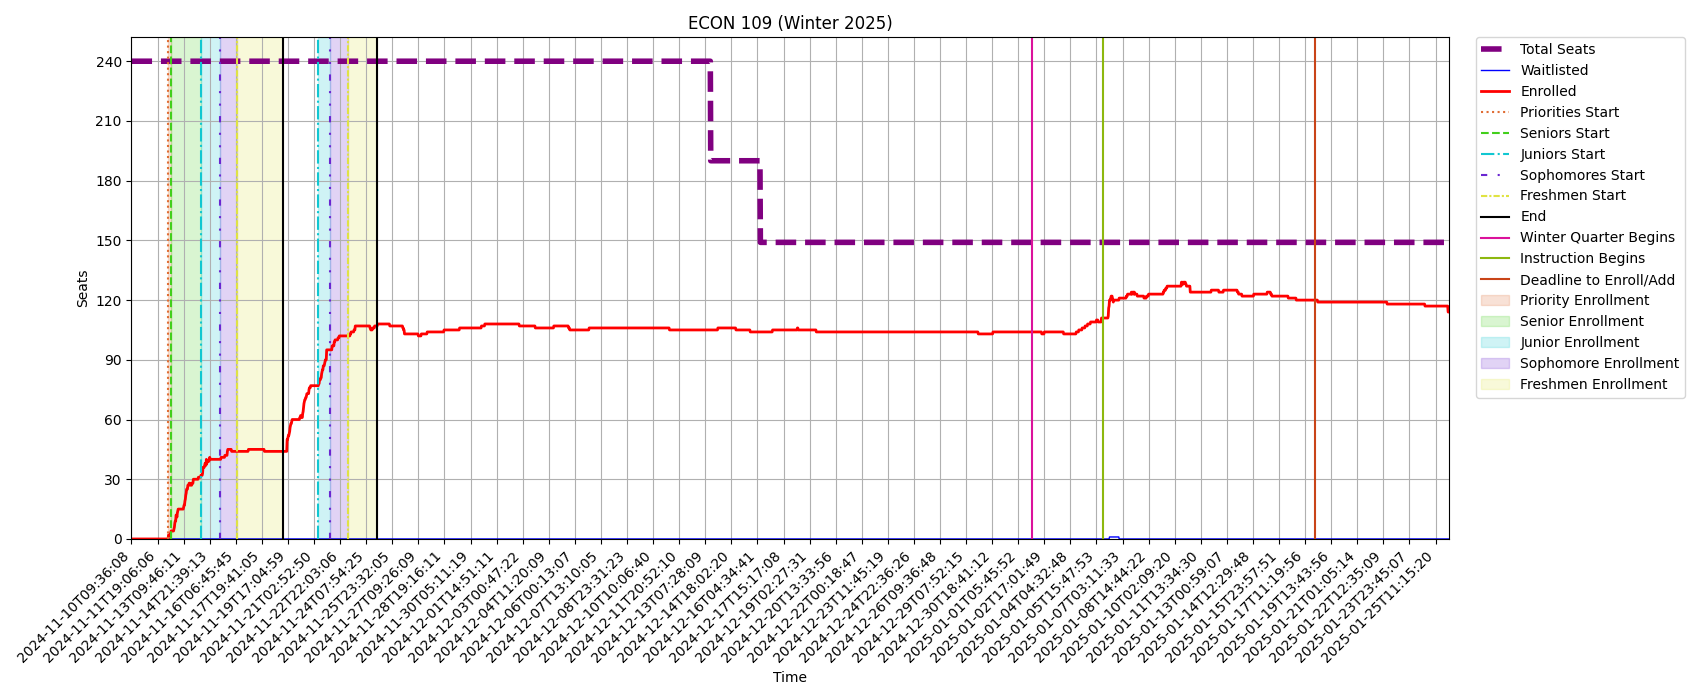 ECON 109 (Winter 2025)
Seats
240
210
180
150
120
90
60
30
0
2024-11-10T09:36:08
2024-11-11T19:06:06
2024-11-13T09:46:11
2024-11-14T21:39:13
2024-11-16T06:45:45
2024-11-17T19:41:05
2024-11-19T17:04:59
2024-11-21T02:52:50
2024-11-22T22:03:06
2024-11-24T07:54:25
2024-11-25T23:32:05
2024-11-27T09:26:09
2024-11-28T19:16:11
2024-11-30T05:11:19
2024-12-01T14:51:11
2024-12-03T00:47:22
2024-12-04T11:20:09
2024-12-06T00:13:07
2024-12-07T13:10:05
2024-12-08T23:31:23
2024-12-10T10:06:40
2024-12-11T20:52:10
2024-12-13T07:28:09
2024-12-14T18:02:20
2024-12-16T04:34:41
2024-12-17T15:17:08
2024-12-19T02:27:31
2024-12-20T13:33:56
2024-12-22T00:18:47
2024-12-23T11:45:19
2024-12-24T22:36:26
2024-12-26T09:36:48
2024-12-29T07:52:15
2024-12-30T18:41:12
2025-01-01T05:45:52
2025-01-02T17:01:49
2025-01-04T04:32:48
2025-01-05T15:47:53
2025-01-07T03:11:33
2025-01-08T14:44:22
2025-01-10T02:09:20
2025-01-11T13:34:30
2025-01-13T00:59:07
2025-01-14T12:29:48
2025-01-15T23:57:51
2025-01-17T11:19:56
2025-01-19T13:43:56
2025-01-21T01:05:14
2025-01-22T12:35:09
2025-01-23T23:45:07
2025-01-25T11:15:20
Time
Total Seats
Waitlisted
Enrolled
Priorities Start
Seniors Start
Juniors Start
Sophomores Start
Freshmen Start
End
Winter Quarter Begins
Instruction Begins
Deadline to Enroll/Add
Priority Enrollment
Senior Enrollment
Junior Enrollment
Sophomore Enrollment
Freshmen Enrollment